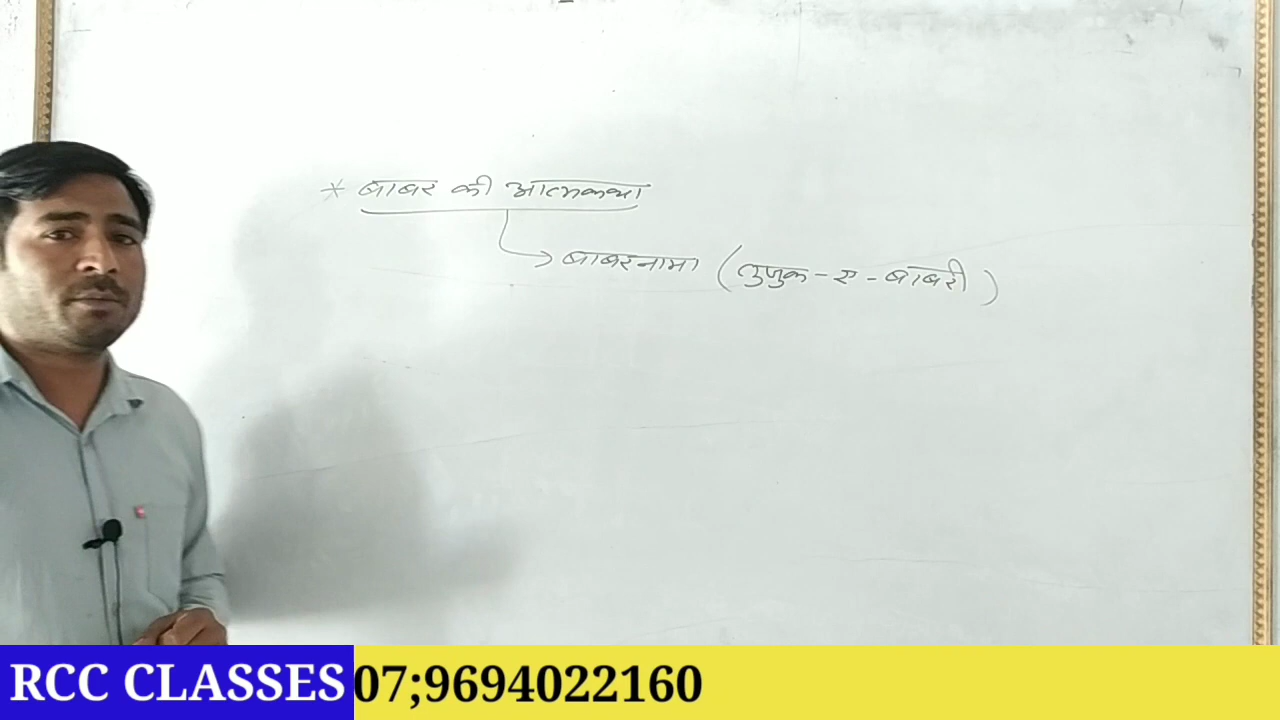 * बाबर की आत्मकथा
बाबरनामा (तुजुक-ए-बाबरी)
RCC CLASSES 07;9694022160